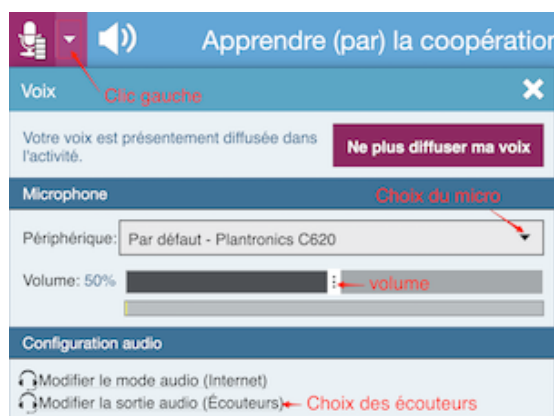 Apprendre (par) la coopération
Voix
Clic gauche
Votre voix est présentement diffusée dans
l'activité.
Ne plus diffuser ma voix
Microphone
Choix du micro
Périphérique: Par défaut - Plantronics C620
Volume: 50%
volume
Configuration audio
Modifier le mode audio (Internet)
Modifier la sortie audio (Écouteurs) Choix des écouteurs